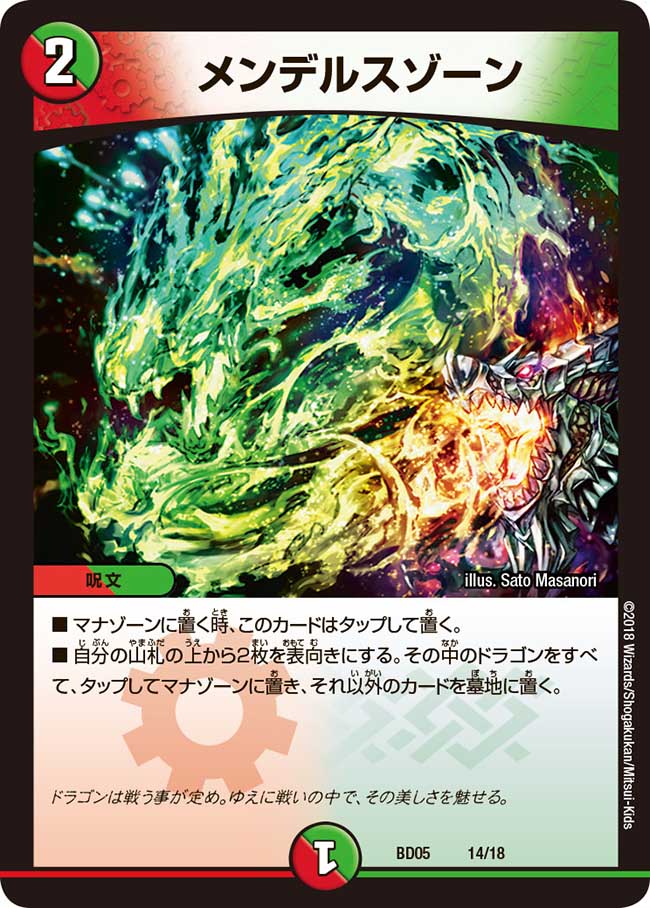 2
メンデルスゾーン
呪文
illus. Sato Masanori
■ マナゾーンに置く時、このカードはタップして置く。
■ 自分の山札の上から2枚を表向きにする。その中のドラゴンをすべ
て、タップしてマナゾーンに置き、それ以外のカードを墓地に置く。
ドラゴンは戦う事が定め。ゆえに戦いの中で、その美しさを魅せる。
©2018 Wizards/Shogakukan/Mitsui-Kids
1
BD05 14/18